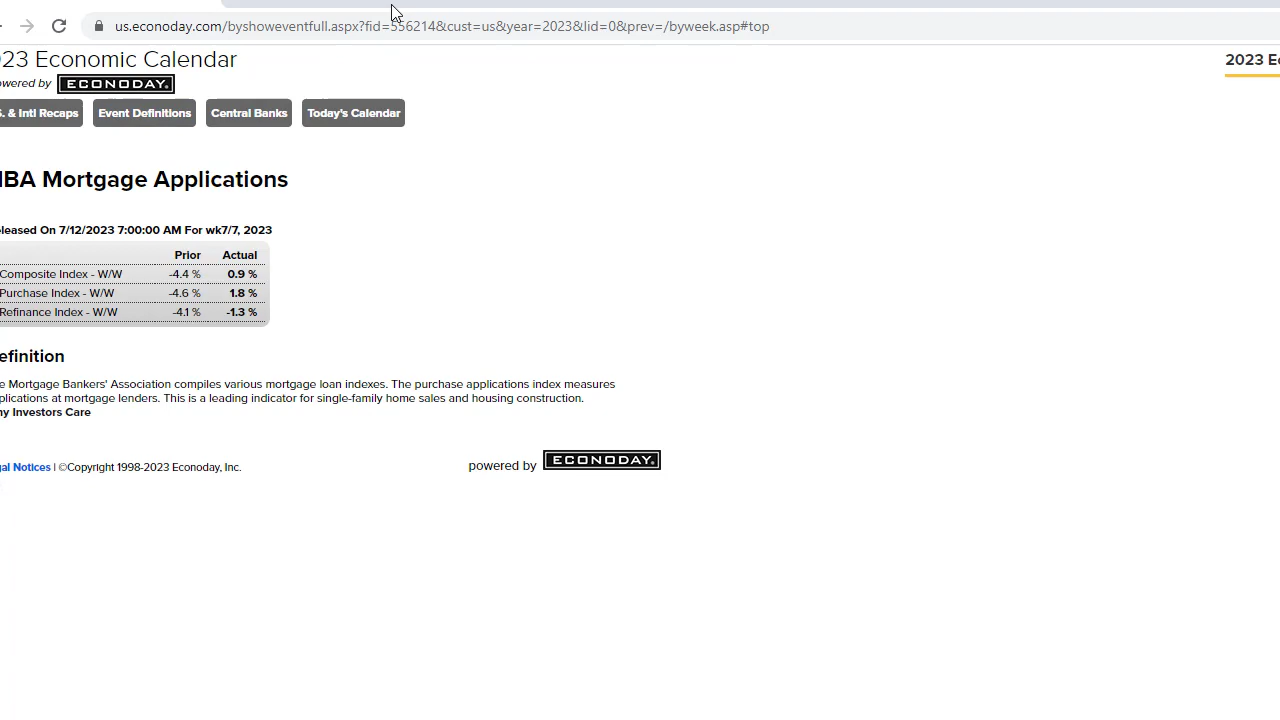 us.econoday.com/byshoweventfull.aspx?fid=556214&cust=us&year=2023&lid=0&prev=/byweek.asp#top
23 Economic Calendar
2023 Ec
owered by ECONODAY.
S. & Intl Recaps Event Definitions Central Banks Today's Calendar
IBA Mortgage Applications
eleased On 7/12/2023 7:00:00 AM For wk7/7, 2023
Prior Actual
Composite Index - W/W -4.4 % 0.9 %
Purchase Index - W/W -4.6 % 1.8 %
Refinance Index - W/W -4.1 % -1.3 %
efinition
e Mortgage Bankers' Association compiles various mortgage loan indexes. The purchase applications index measures
plications at mortgage lenders. This is a leading indicator for single-family home sales and housing construction.
hy Investors Care
gal Notices | ©Copyright 1998-2023 Econoday, Inc.
powered by ECONODAY.